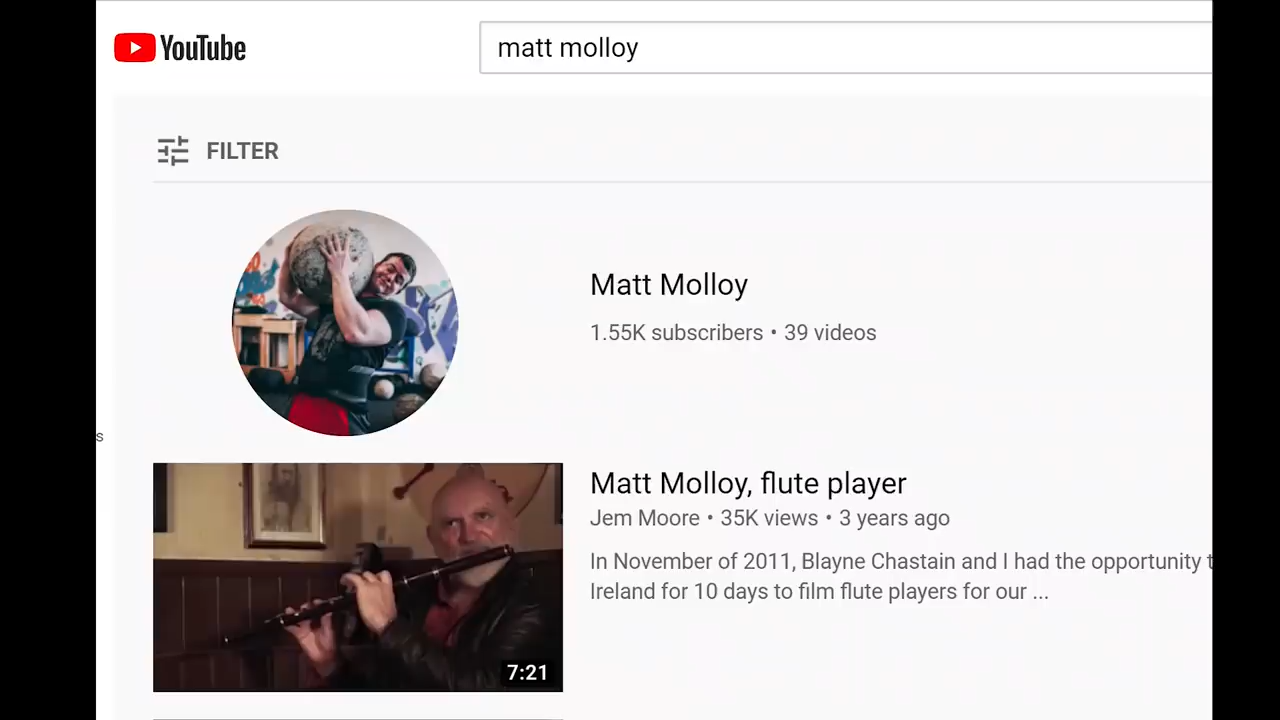 YouTube
matt molloy
FILTER
Matt Molloy
1.55K subscribers • 39 videos
s
Matt Molloy, flute player
Jem Moore • 35K views • 3 years ago
In November of 2011, Blayne Chastain and I had the opportunity t
Ireland for 10 days to film flute players for our ...
7:21